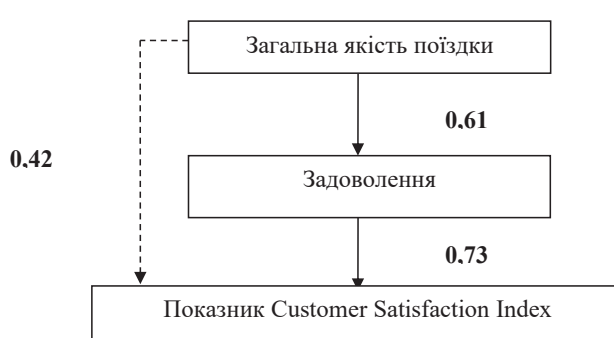 Загальна якість поїздки
0,61
0,42
Задоволення
0,73
Показник Customer Satisfaction Index